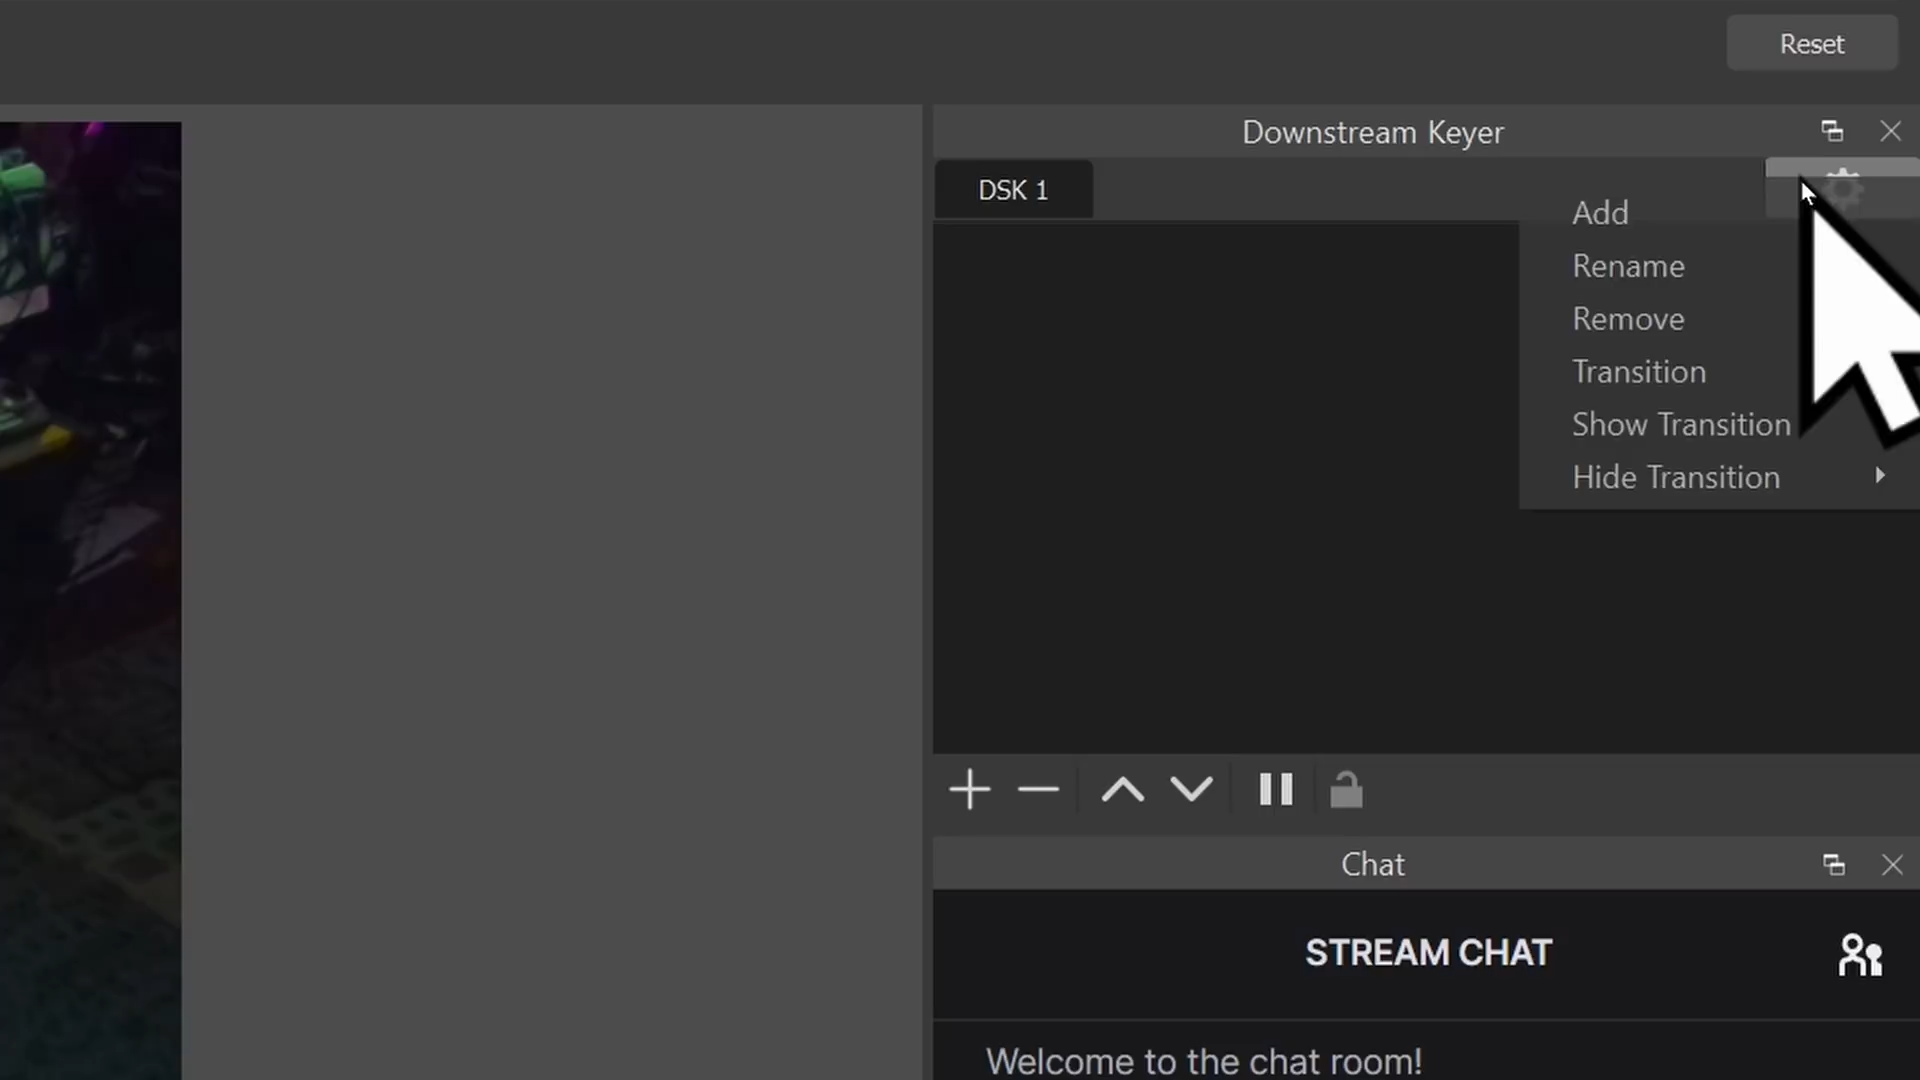 Reset
Downstream Keyer
DSK 1
Add
Rename
Remove
Transition
Show Transition
Hide Transition
Chat
STREAM CHAT
Welcome to the chat room!